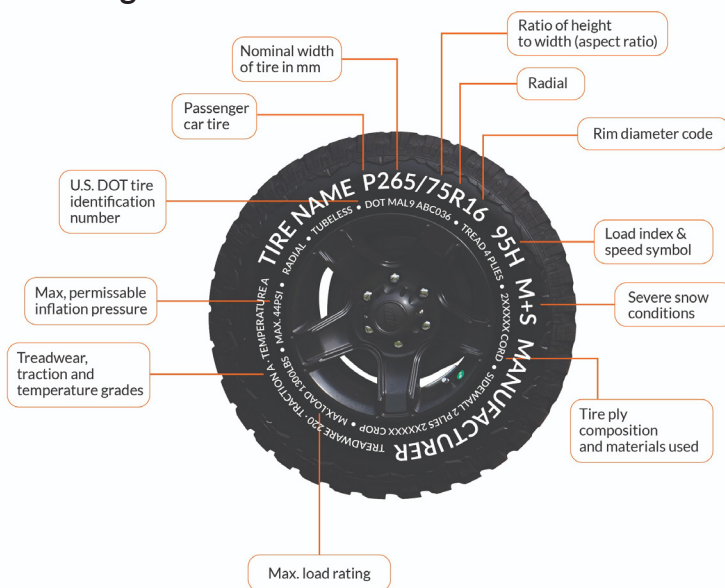 Ratio of height
to width (aspect ratio)
Nominal width
of tire in mm
Radial
Passenger
car tire
Rim diameter code
U.S. DOT tire
identification
number
Load index &
speed symbol
Max, permissable
inflation pressure
Severe snow
conditions
Treadwear,
traction and
temperature grades
Tire ply
composition
and materials used
Max. load rating
TIRE NAME P265/75R16 95H M+S MANUFACTURER
TREADWARE 220 · TRACTION A · TEMPERATURE A
MAX.LOAD 1300LBS • MAX. 44PSI • RADIAL • TUBELESS • DOT MAL9 ABC036 • TREAD 4 PLIES • 2XXXXX CORD • SIDEWALL 2 PLIES 2XXXXX CROP •